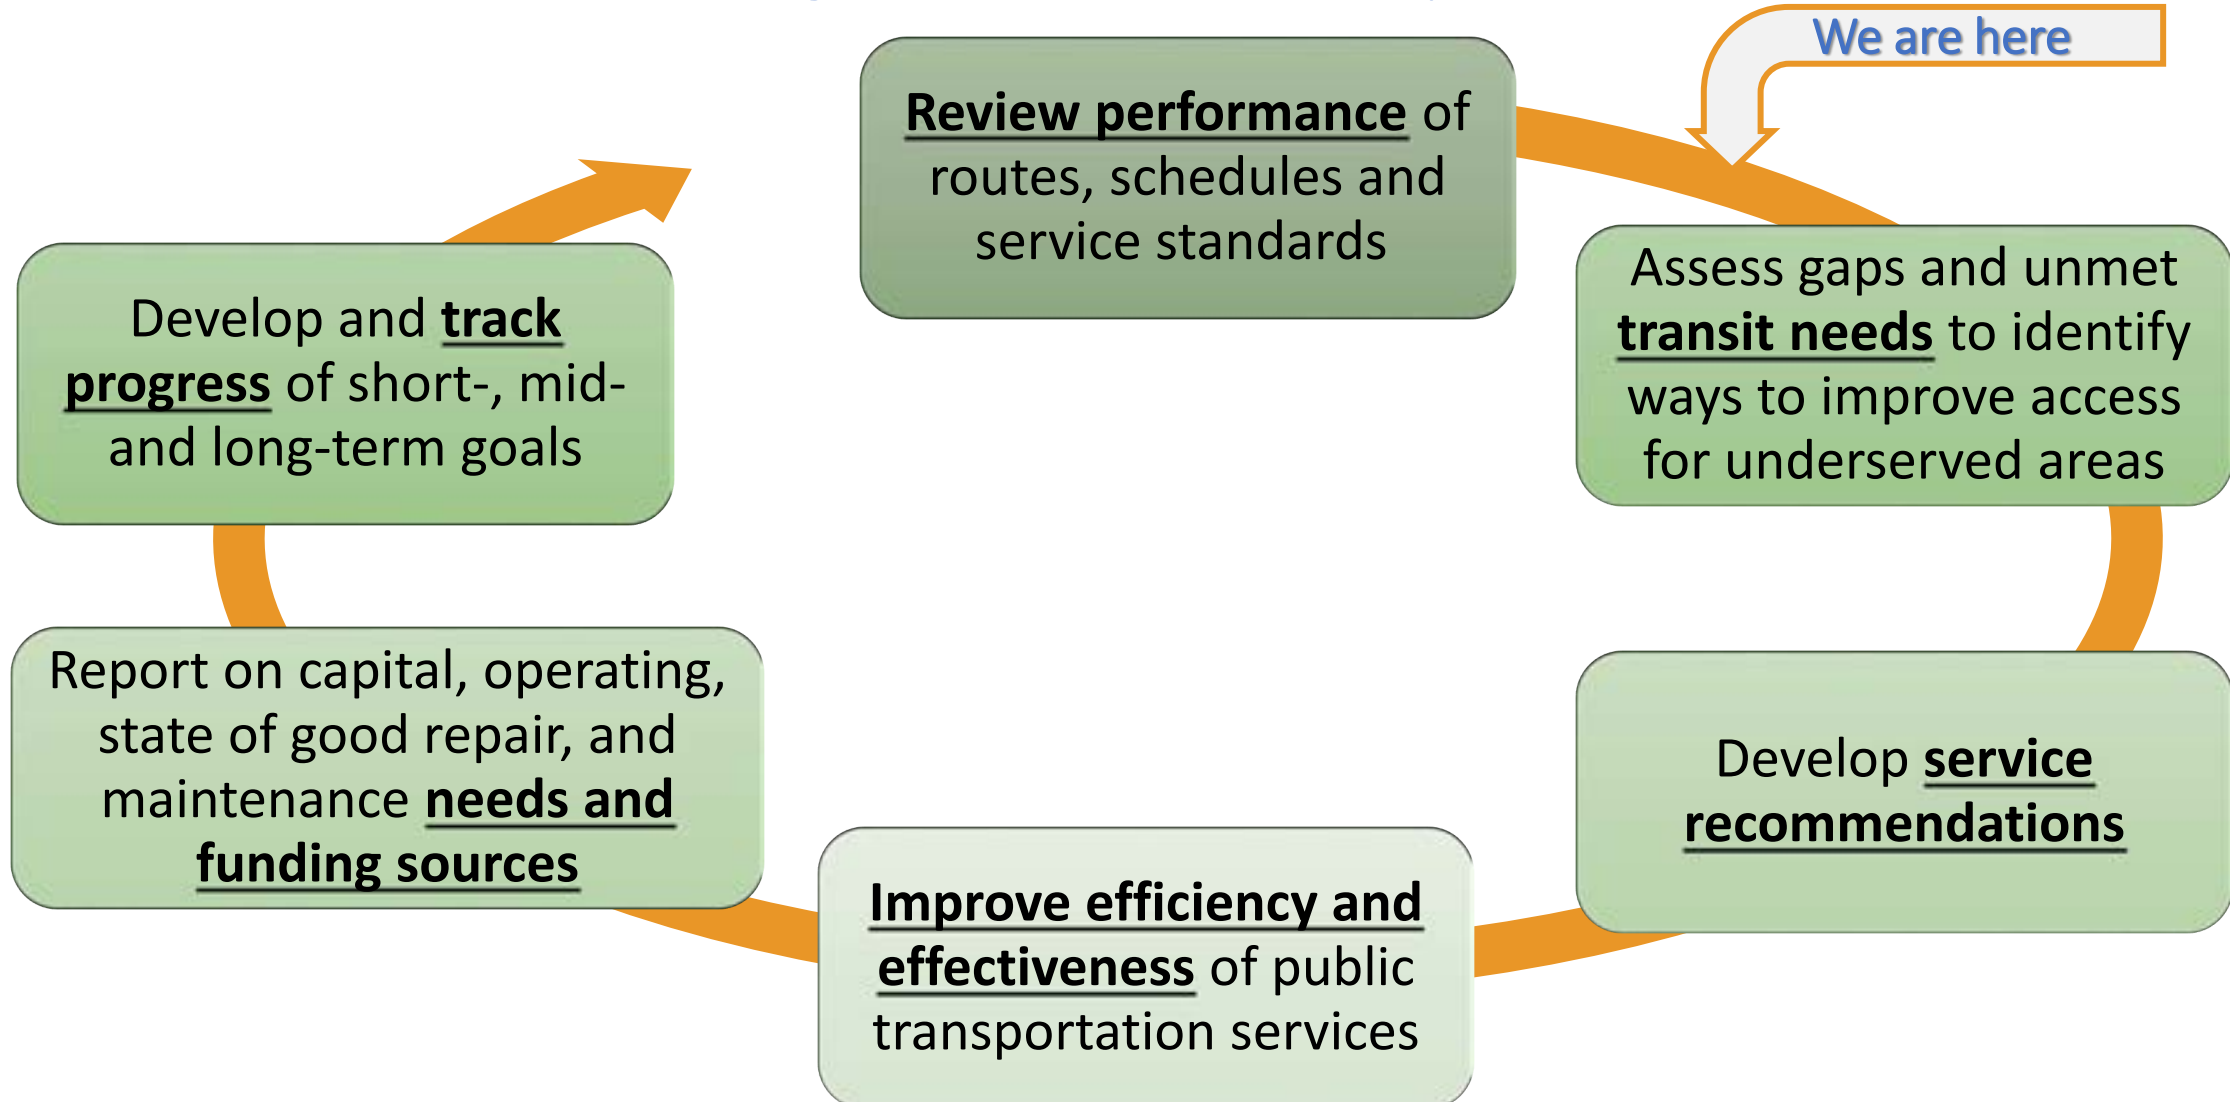 We are here
Review performance of
routes, schedules and
service standards
Assess gaps and unmet
transit needs to identify
ways to improve access
for underserved areas
Develop service
recommendations
Improve efficiency and
effectiveness of public
transportation services
Report on capital, operating,
state of good repair, and
maintenance needs and
funding sources
Develop and track
progress of short-, mid-
and long-term goals